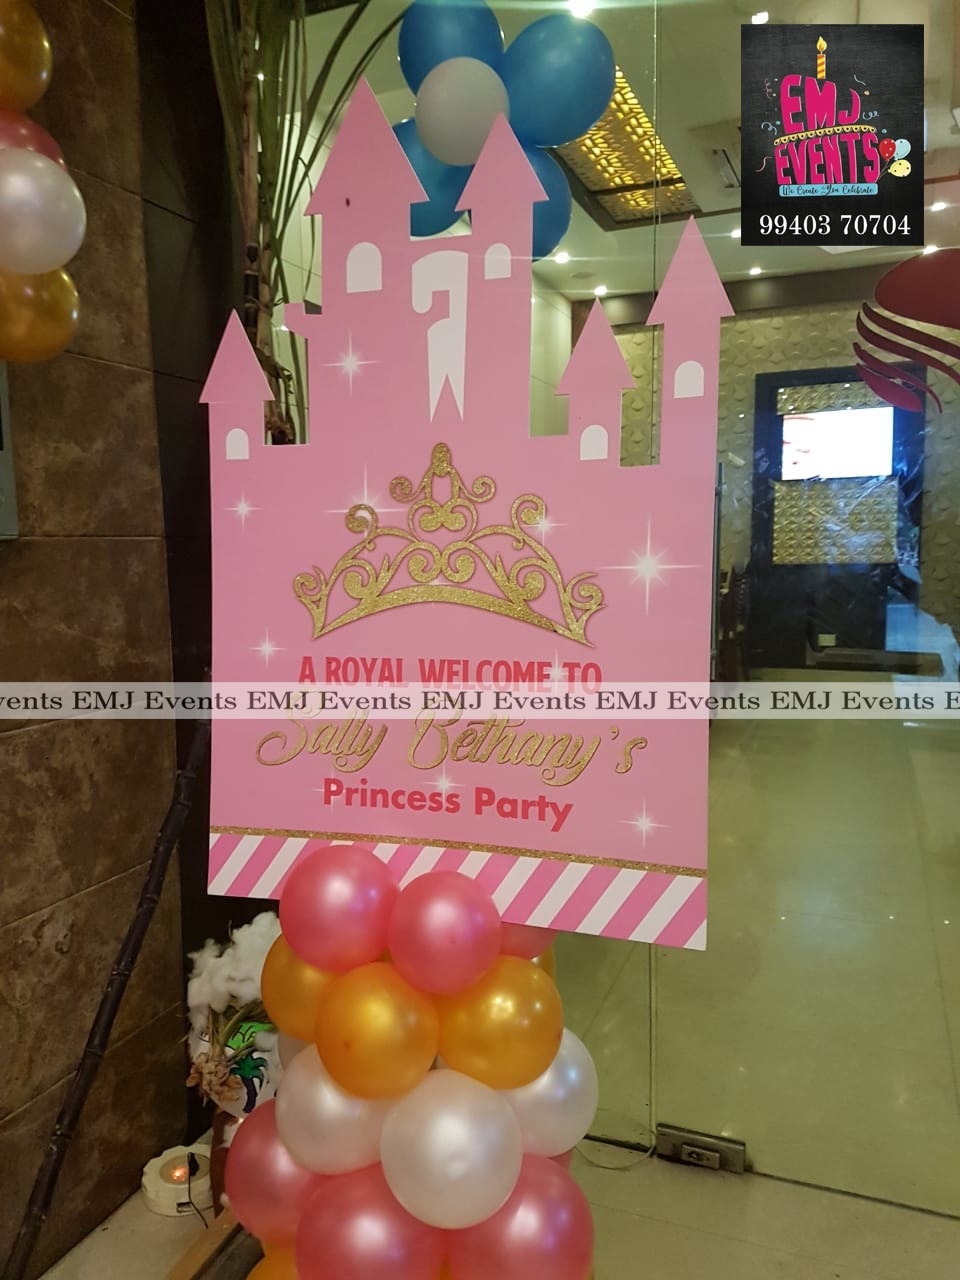 EMJ
EVENTS
We Create You Celebrate
99403 70704
A ROYAL WELCOME TO
vents EMJ Events EMJ Events EMJ Events EMJ Events EMJ Events E
Sally Bethany's
Princess Party